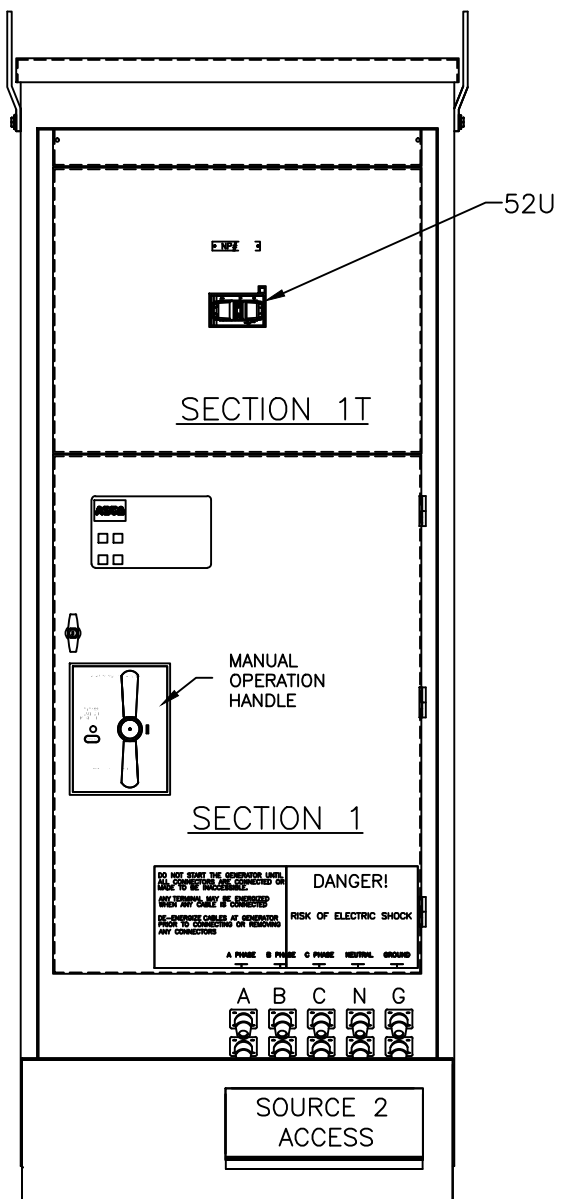 52U
NP#
SECTION 1T
MANUAL
OPERATION
HANDLE
SECTION 1
DO NOT START THE GENERATOR UNTIL
ALL CONNECTORS ARE CONNECTED OR
MADE TO BE INACCESSIBLE.
ANY TERMINAL MAY BE ENERGIZED
WHEN ANY CABLE IS CONNECTED
DE-ENERGIZE CABLES AT GENERATOR
PRIOR TO CONNECTING OR REMOVING
ANY CONNECTORS
DANGER!
RISK OF ELECTRIC SHOCK
A PHASE B PHASE C PHASE NEUTRAL GROUND
A B C N G
SOURCE 2
ACCESS